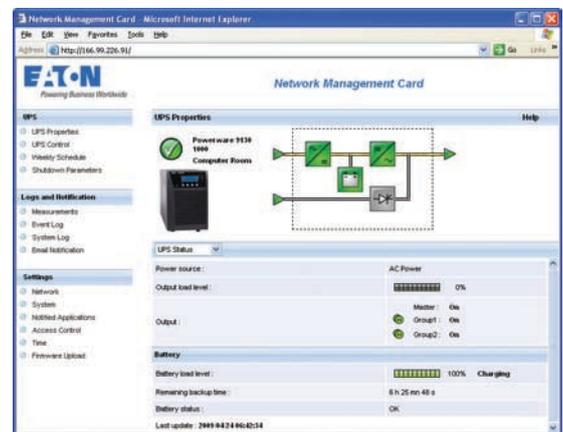 Network Management Card - Microsoft Internet Explorer
File Edit View Favorites Tools Help
Address http://166.99.226.91/ Go Links »
EATON
Powering Business Worldwide
Network Management Card
UPS
UPS Properties
UPS Control
Weekly Schedule
Shutdown Parameters
Logs and Notification
Measurements
Event Log
System Log
Email Notification
Settings
Network
System
Notified Applications
Access Control
Time
Firmware Upload
UPS Properties Help
Powerware 9130
1000
Computer Room
UPS Status
Power source : AC Power
Output load level : 0%
Output :
Master : On
Group1 : On
Group2 : On
Battery
Battery load level : 100% Charging
Remaining backup time : 6 h 25 mn 48 s
Battery status : OK
Last update : 2009/04/24 06:42:34